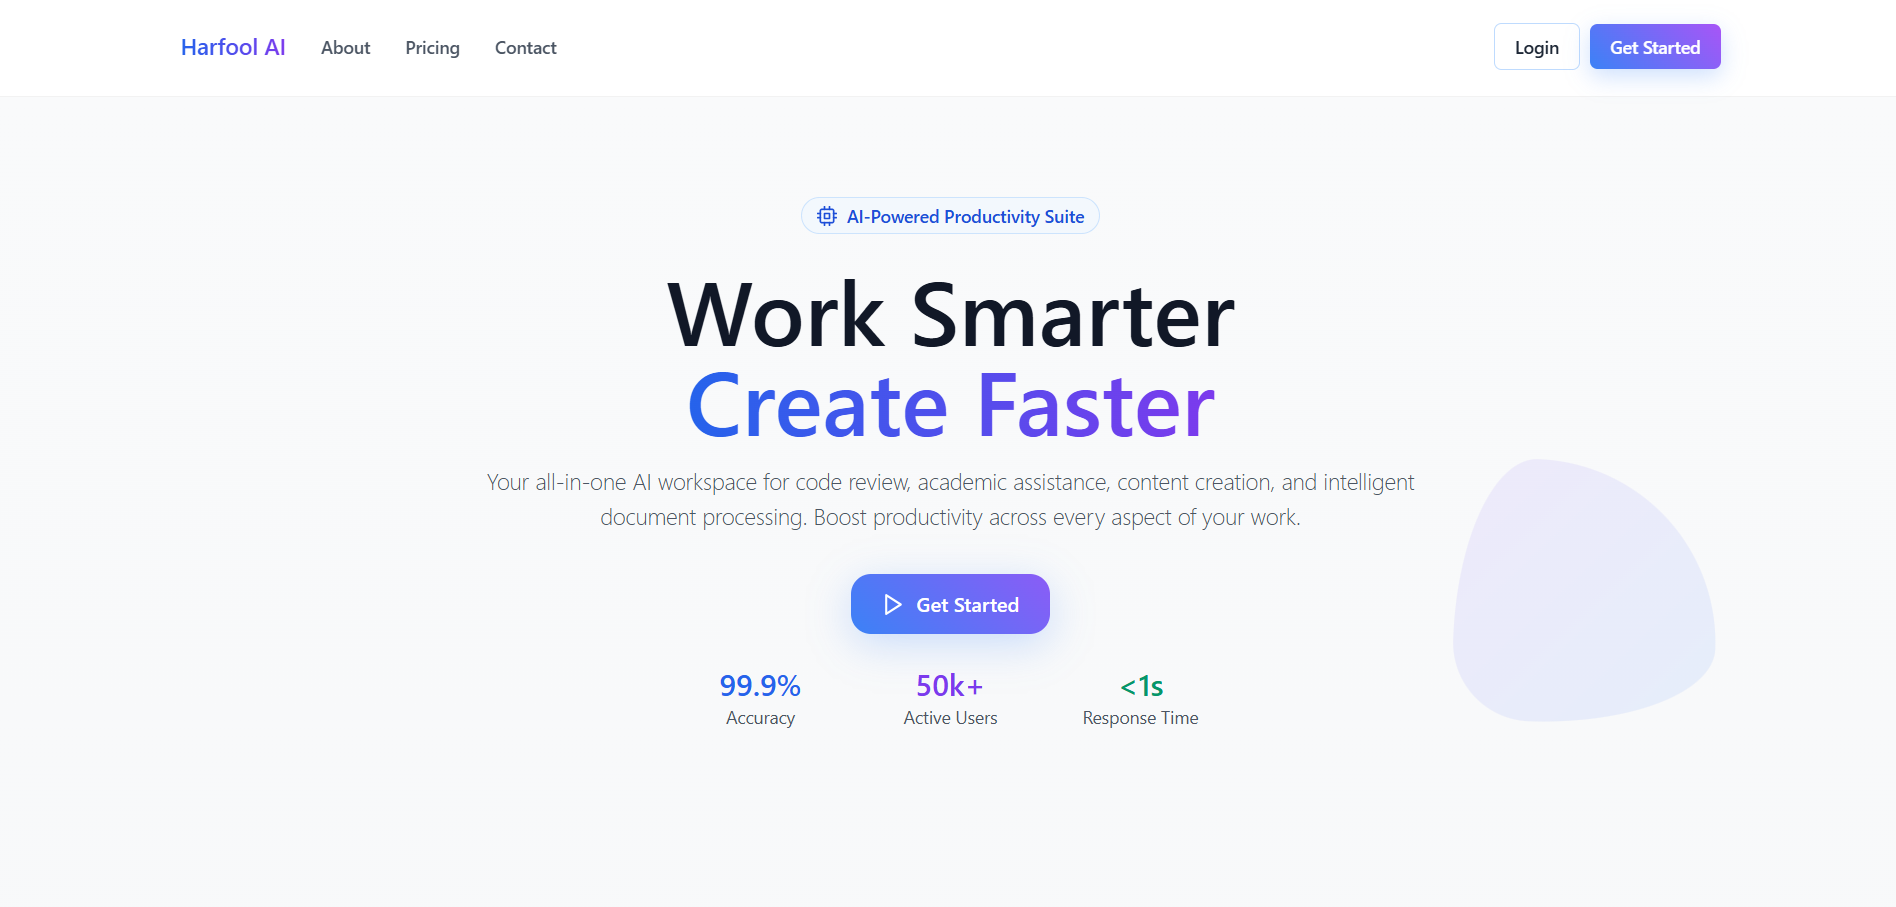 Harfool AI
About
Pricing
Contact
Login
Get Started
AI-Powered Productivity Suite
Work Smarter
Create Faster
Your all-in-one AI workspace for code review, academic assistance, content creation, and intelligent
document processing. Boost productivity across every aspect of your work.
Get Started
99.9%
Accuracy
50k+
Active Users
<1s
Response Time